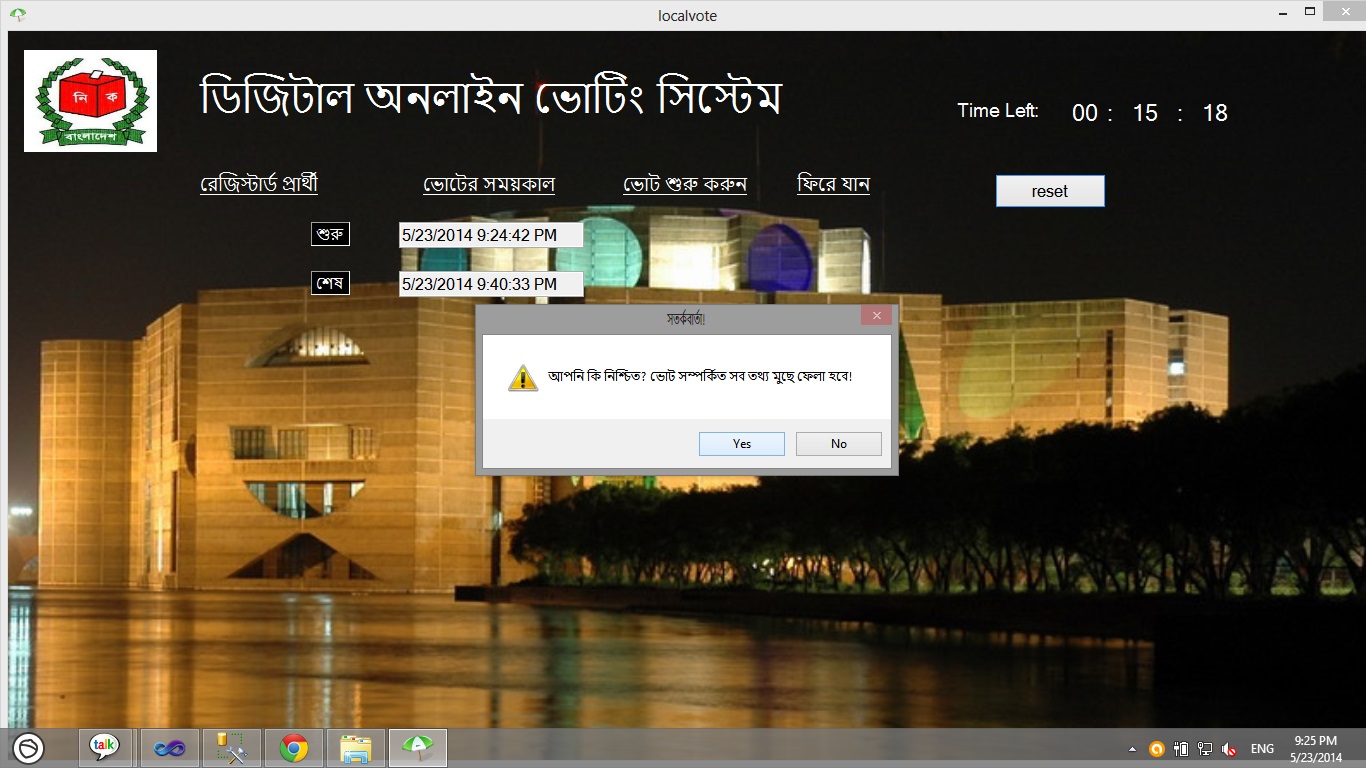 localvote
নি ক
বাংলাদেশ
ডিজিটাল অনলাইন ভোটিং সিস্টেম
Time Left: 00 : 15 : 18
রেজিস্টার্ড প্রার্থী ভোটের সময়কাল ভোট শুরু করুন ফিরে যান reset
শুরু 5/23/2014 9:24:42 PM
শেষ 5/23/2014 9:40:33 PM
সতর্কবার্তা!
আপনি কি নিশ্চিত? ভোট সম্পর্কিত সব তথ্য মুছে ফেলা হবে!
Yes No
talk
ENG
9:25 PM
5/23/2014